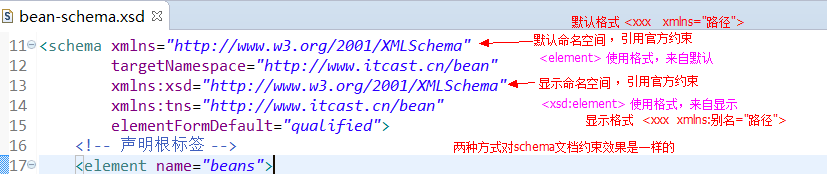 bean-schema.xsd
默认格式 <xxx xmlns="路径">
11 <schema xmlns="http://www.w3.org/2001/XMLSchema" 默认命名空间，引用官方约束
12 targetNamespace="http://www.itcast.cn/bean" <element> 使用格式，来自默认
13 xmlns:xsd="http://www.w3.org/2001/XMLSchema" 显示命名空间，引用官方约束
14 xmlns:tns="http://www.itcast.cn/bean" <xsd:element> 使用格式，来自显示
15 elementFormDefault="qualified"> 显示格式 <xxx xmlns:别名="路径">
16 <!-- 声明根标签 --> 两种方式对schema文档约束效果是一样的
17 <element name="beans">